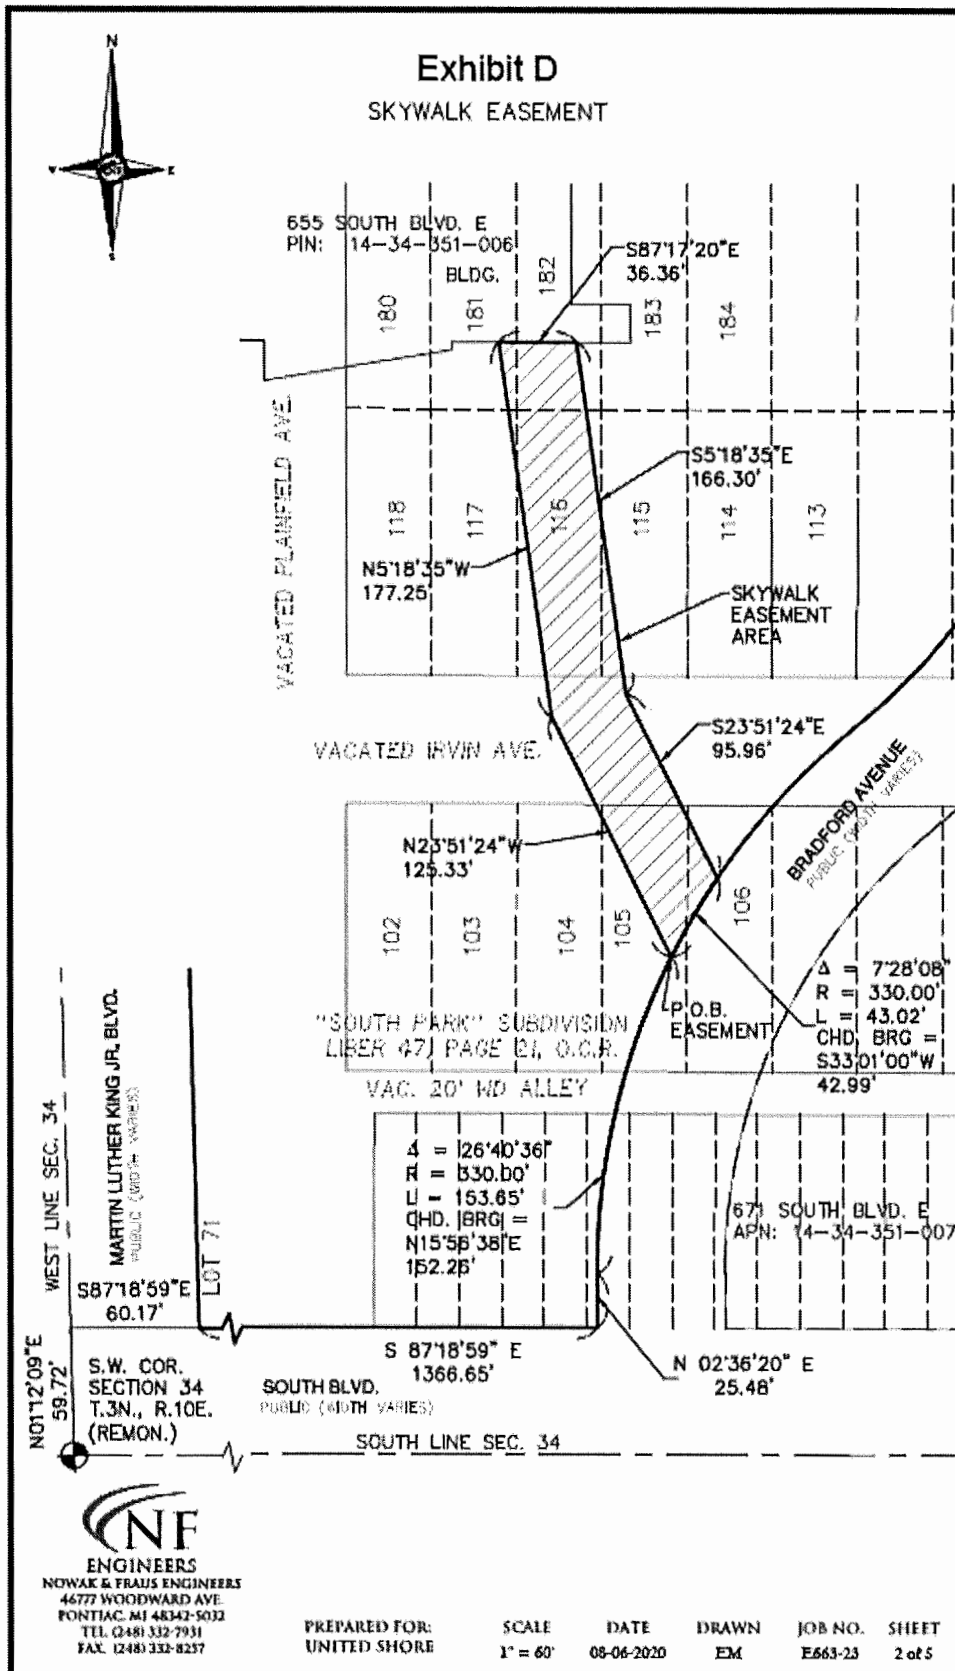 N
W
E
S
Exhibit D
SKYWALK EASEMENT
655 SOUTH BLVD. E
PIN: 14-34-351-006
BLDG.
180
181
182
183
184
S87°17'20"E
36.36'
VACATED PLAINFIELD AVE.
118
117
116
115
114
113
S5°18'35"E
166.30'
N5°18'35"W
177.25'
SKYWALK
EASEMENT
AREA
VACATED IRVIN AVE.
S23°51'24"E
95.96'
BRADFORD AVENUE
PUBLIC (WIDTH VARIES)
N23°51'24"W
125.33'
102
103
104
105
106
P.O.B.
EASEMENT
Δ = 7°28'08"
R = 330.00'
L = 43.02'
CHD. BRG =
S33°01'00"W
42.99'
"SOUTH PARK" SUBDIVISION
LIBER 47, PAGE 21, O.C.R.
VAC. 20' WD ALLEY
WEST LINE SEC. 34
MARTIN LUTHER KING JR. BLVD.
PUBLIC (WIDTH VARIES)
LOT 71
Δ = 26°40'36"
R = 330.00'
L = 153.65'
CHD. BRG =
N15°56'38"E
152.26'
671 SOUTH BLVD. E
APN: 14-34-351-007
S87°18'59"E
60.17'
S 87°18'59" E
1366.65'
N 02°36'20" E
25.48'
N01°12'09"E
59.72'
S.W. COR.
SECTION 34
T.3N., R.10E.
(REMON.)
SOUTH BLVD.
PUBLIC (WIDTH VARIES)
SOUTH LINE SEC. 34
NF
ENGINEERS
NOWAK & FRAUS ENGINEERS
46777 WOODWARD AVE.
PONTIAC, MI 48342-5032
TEL. (248) 332-7931
FAX. (248) 332-8257
PREPARED FOR:
UNITED SHORE
SCALE
1" = 60'
DATE
08-06-2020
DRAWN
EM
JOB NO.
E663-23
SHEET
2 of 5